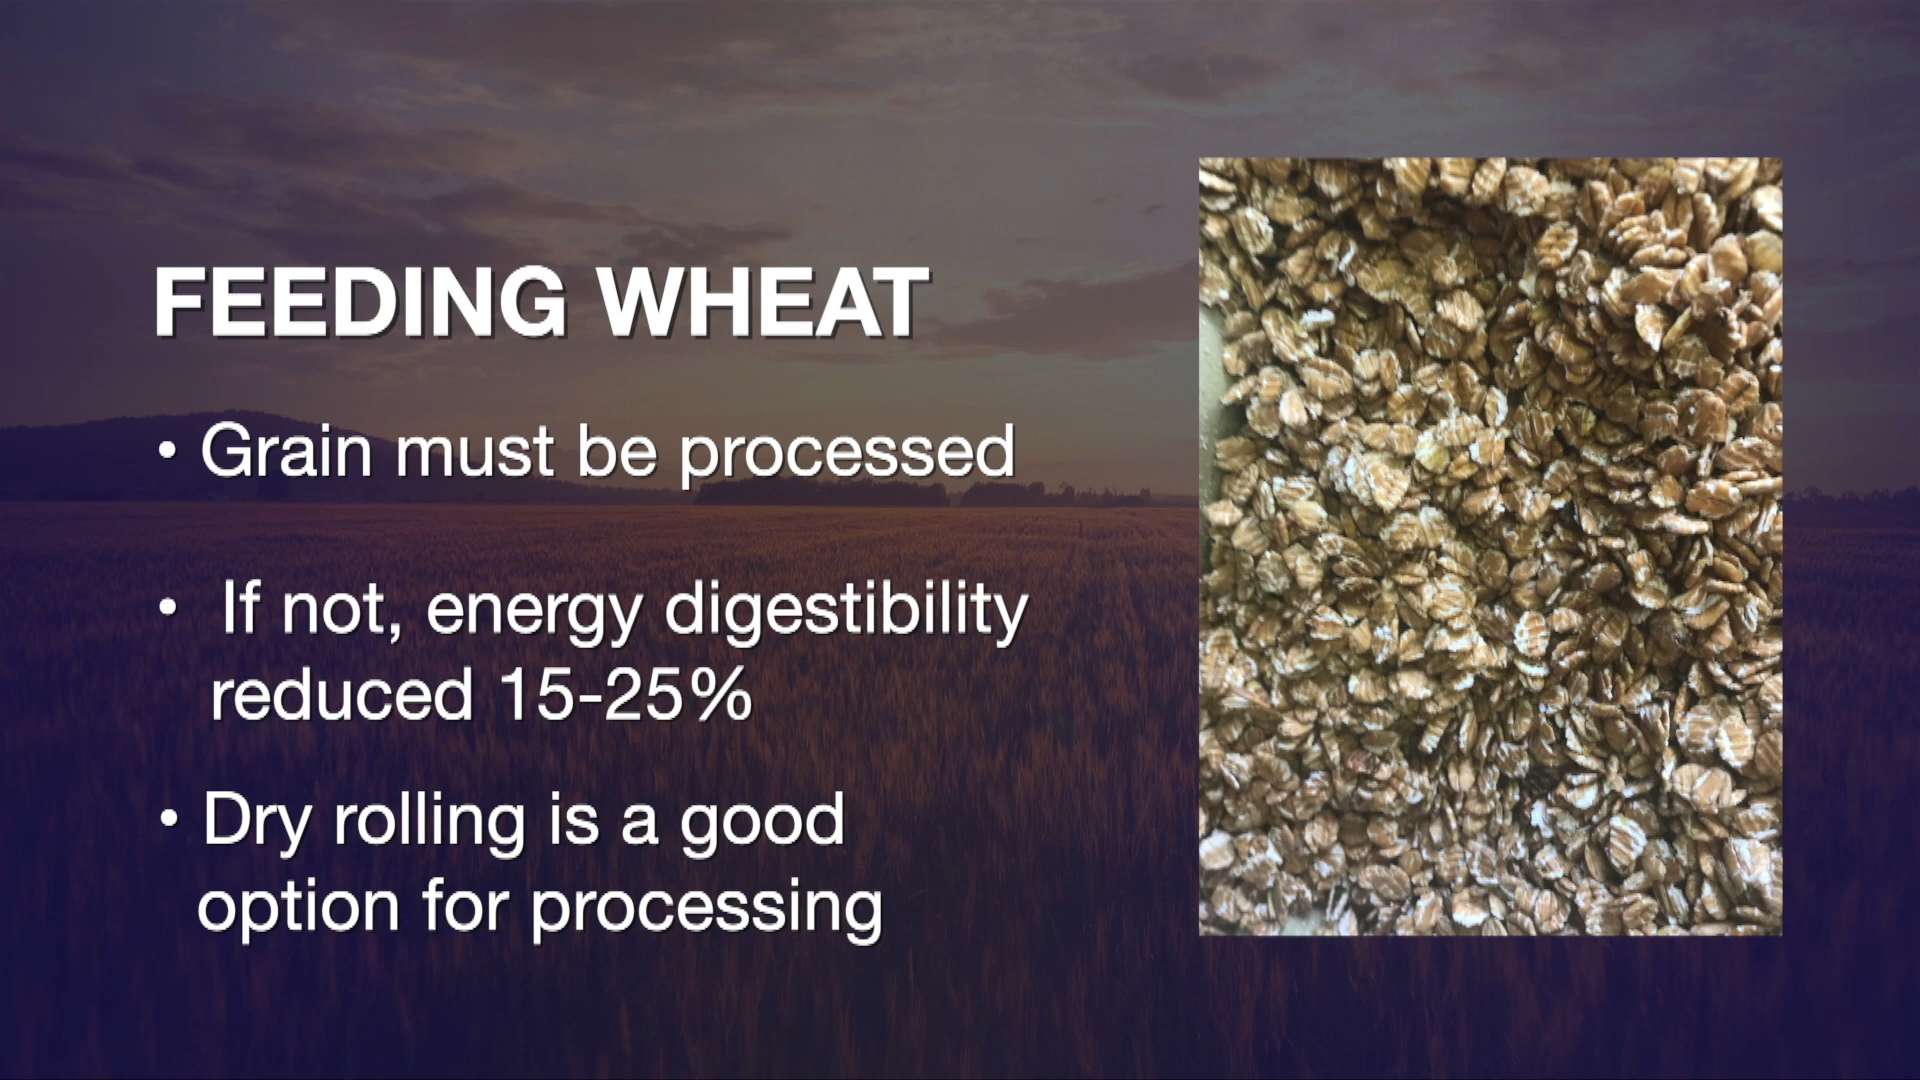 FEEDING WHEAT
• Grain must be processed
• If not, energy digestibility
reduced 15-25%
• Dry rolling is a good
option for processing